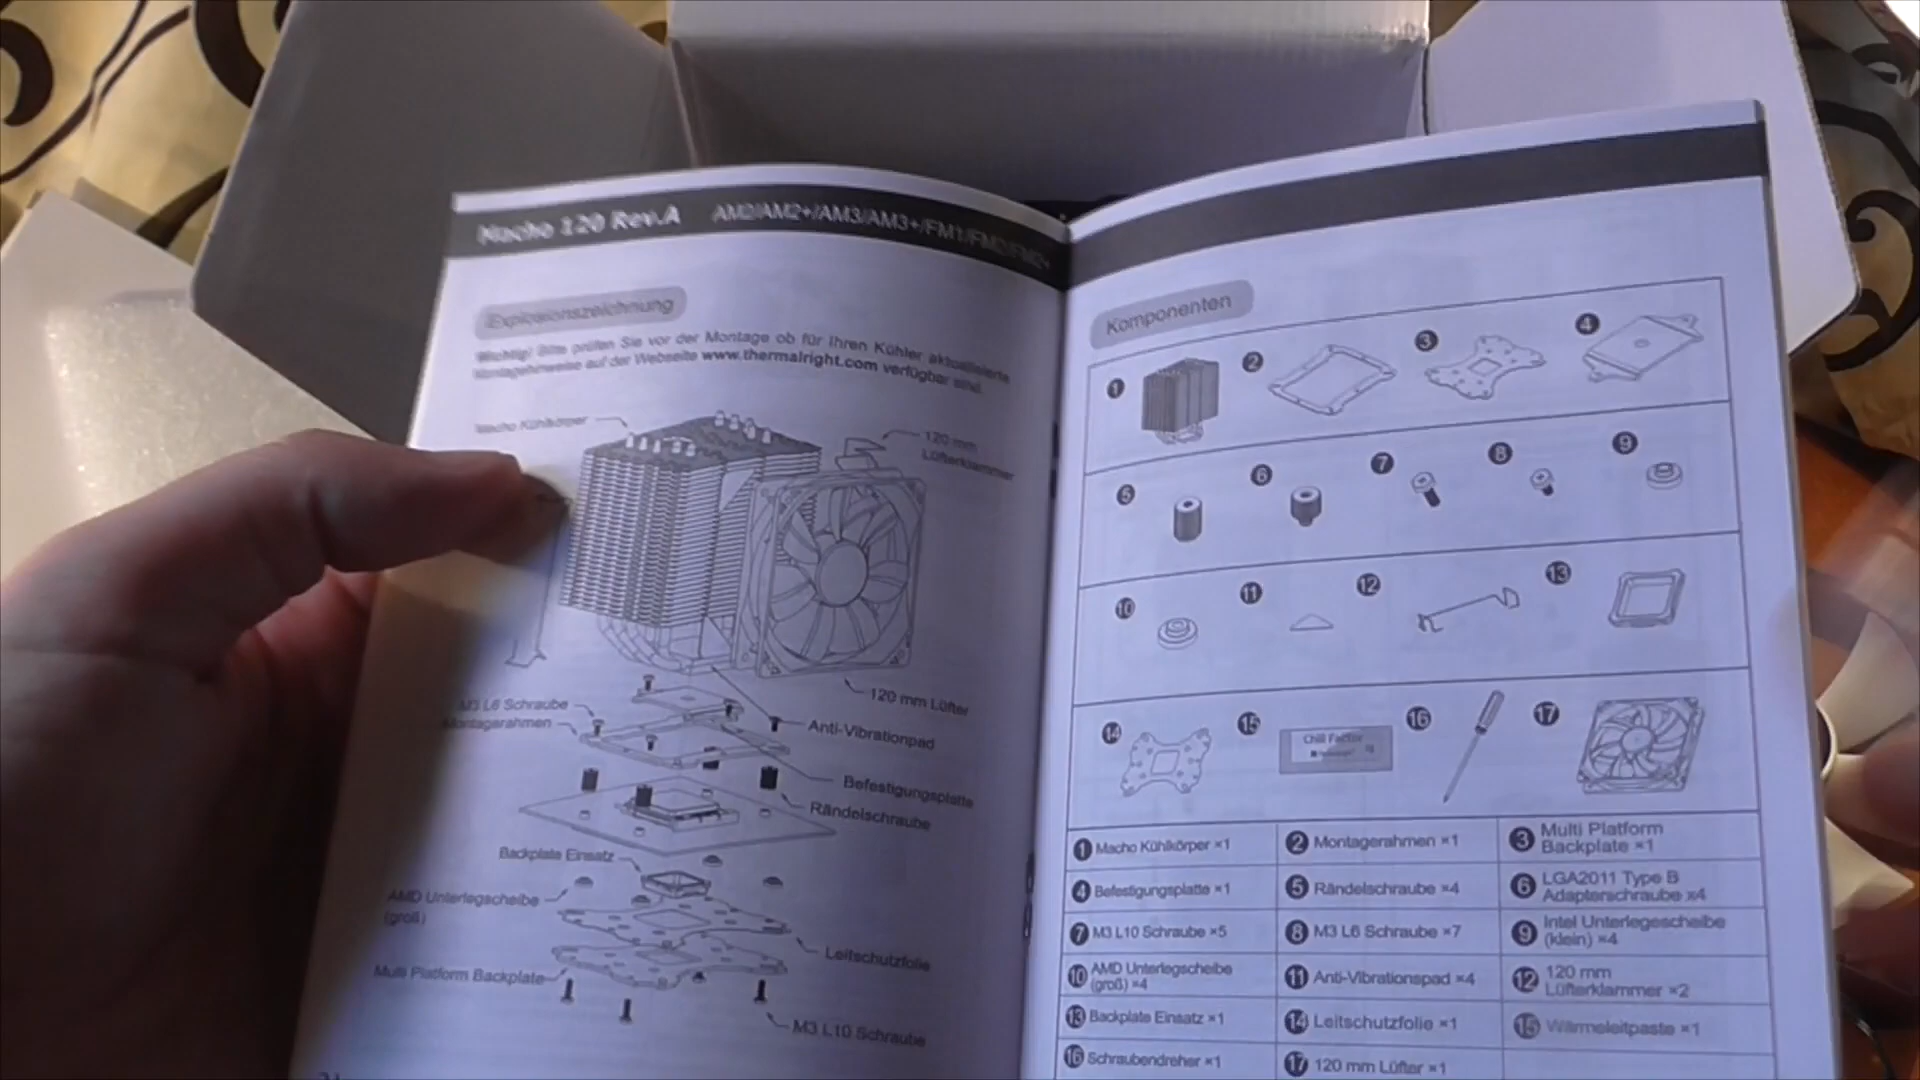 Macho 120 Rev.A AM2/AM2+/AM3/AM3+/FM1/FM2/FM2+
Explosionszeichnung
Wichtig! Bitte prüfen Sie vor der Montage ob für Ihren Kühler aktualisierte
Montagehinweise auf der Webseite www.thermalright.com verfügbar sind.
Macho Kühlkörper
120 mm
Lüfterklammer
120 mm Lüfter
M3 L6 Schraube
Montagerahmen
Anti-Vibrationpad
Befestigungsplatte
Rändelschraube
Backplate Einsatz
AMD Unterlegscheibe
(groß)
Leitschutzfolie
Multi Platform Backplate
M3 L10 Schraube
Komponenten
1 2 3 4
5 6 7 8 9
10 11 12 13
14 15 16 17
Chill Factor
1 Macho Kühlkörper ×1
2 Montagerahmen ×1
3 Multi Platform
Backplate ×1
4 Befestigungsplatte ×1
5 Rändelschraube ×4
6 LGA2011 Type B
Adapterschraube ×4
7 M3 L10 Schraube ×5
8 M3 L6 Schraube ×7
9 Intel Unterlegescheibe
(klein) ×4
10 AMD Unterlegscheibe
(groß) ×4
11 Anti-Vibrationspad ×4
12 120 mm
Lüfterklammer ×2
13 Backplate Einsatz ×1
14 Leitschutzfolie ×1
15 Wärmeleitpaste ×1
16 Schraubendreher ×1
17 120 mm Lüfter ×1